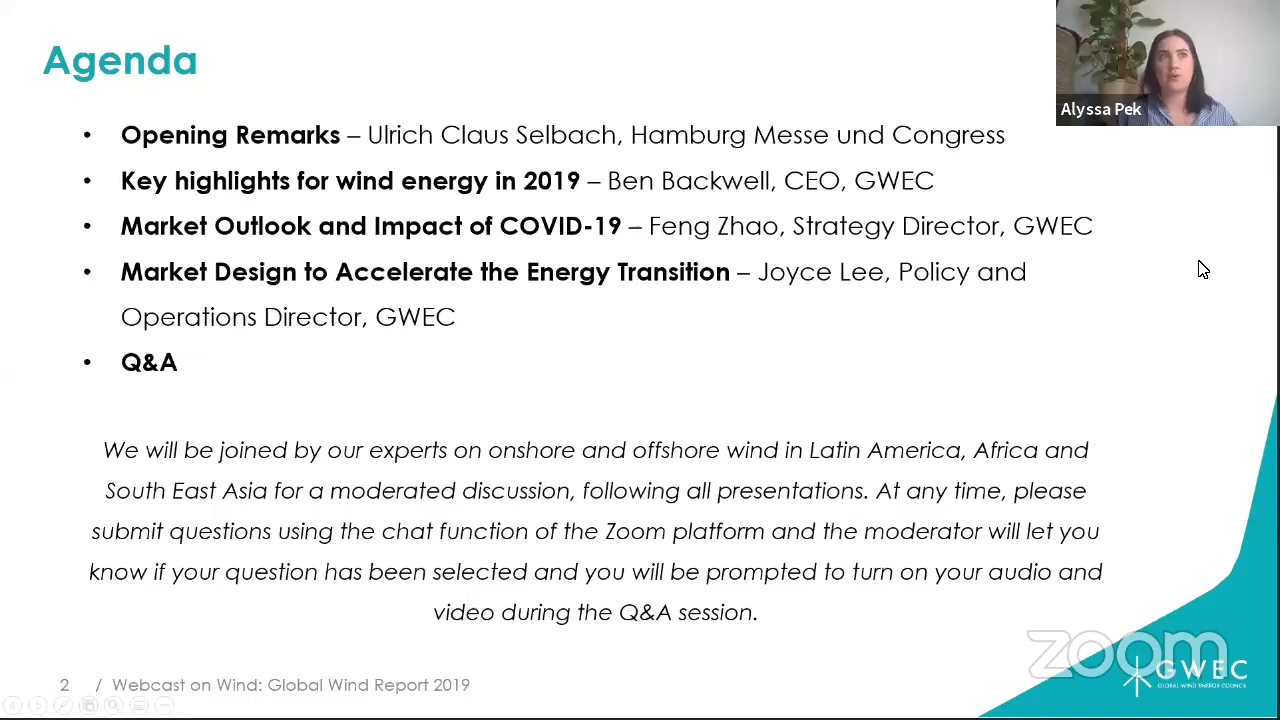 Agenda
Alyssa Pek
• Opening Remarks – Ulrich Claus Selbach, Hamburg Messe und Congress
• Key highlights for wind energy in 2019 – Ben Backwell, CEO, GWEC
• Market Outlook and Impact of COVID-19 – Feng Zhao, Strategy Director, GWEC
• Market Design to Accelerate the Energy Transition – Joyce Lee, Policy and
Operations Director, GWEC
• Q&A
We will be joined by our experts on onshore and offshore wind in Latin America, Africa and
South East Asia for a moderated discussion, following all presentations. At any time, please
submit questions using the chat function of the Zoom platform and the moderator will let you
know if your question has been selected and you will be prompted to turn on your audio and
video during the Q&A session.
zoom
GWEC
GLOBAL WIND ENERGY COUNCIL
2 / Webcast on Wind: Global Wind Report 2019